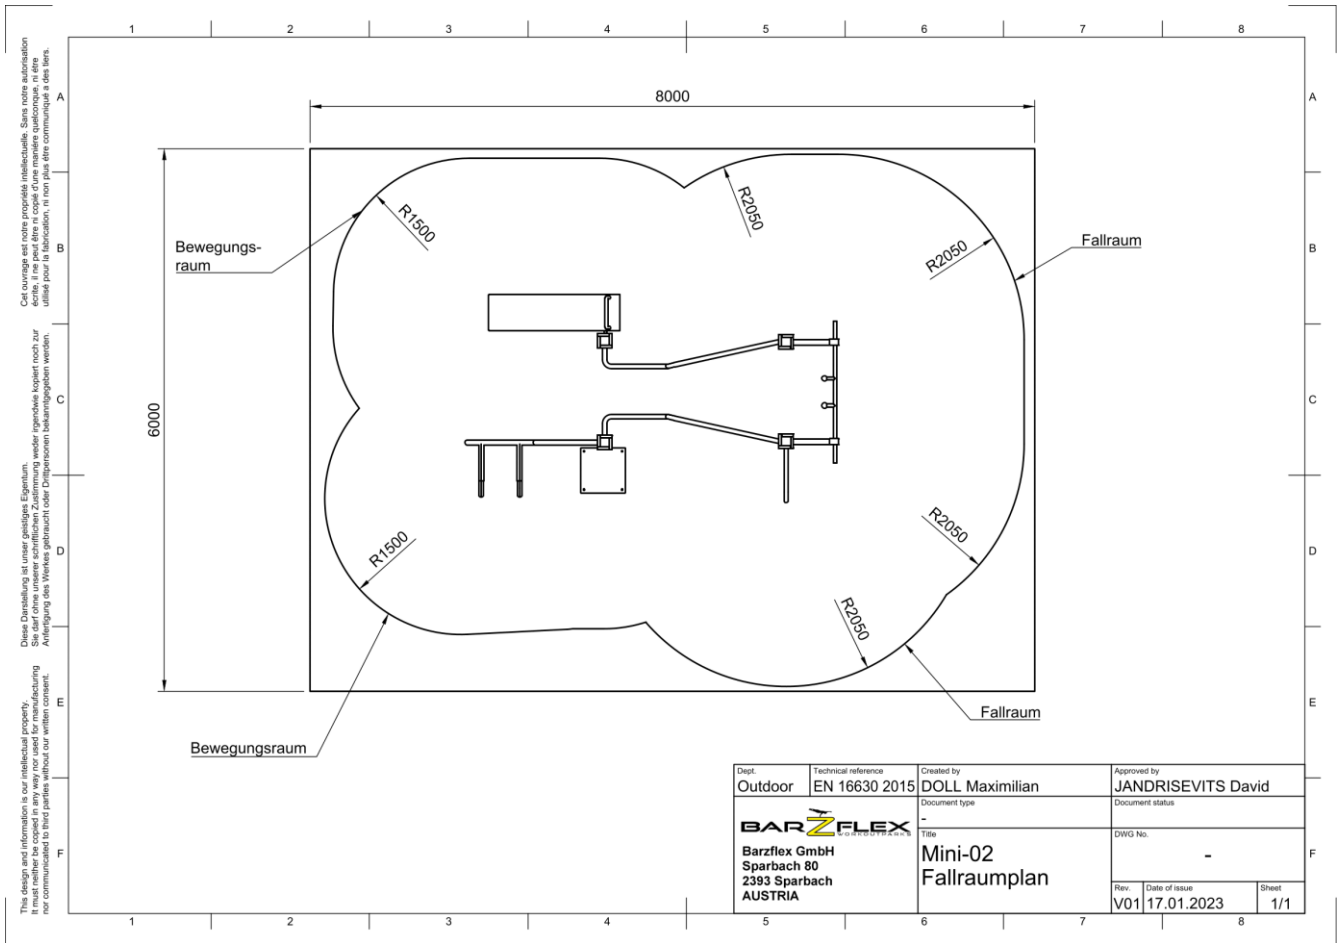 1 2 3 4 5 6 7 8
A
B
C
D
E
F
A
B
C
D
E
F
Cet ouvrage est notre propriété intellectuelle. Sans notre autorisation
écrite, il ne peut être ni copié d'une manière quelconque, ni être
utilisé pour la fabrication, ni non plus être communiqué a des tiers.
Diese Darstellung ist unser geistiges Eigentum.
Sie darf ohne unserer schriftlichen Zustimmung weder irgendwie kopiert noch zur
Anfertigung des Werkes gebraucht oder Drittpersonen bekanntgegeben werden.
This design and information is our intellectual property.
It must neither be copied in any way nor used for manufacturing
nor communicated to third parties without our written consent.
8000
6000
R1500
R2050
R2050
Bewegungs-
raum
Fallraum
R1500
R2050
R2050
Fallraum
Bewegungsraum
Dept.
Outdoor
Technical reference
EN 16630 2015
Created by
DOLL Maximilian
Approved by
JANDRISEVITS David
Document type
-
Document status
BARZFLEX
WORKOUTPARKS
Barzflex GmbH
Sparbach 80
2393 Sparbach
AUSTRIA
Title
Mini-02
Fallraumplan
DWG No.
-
Rev.
V01
Date of issue
17.01.2023
Sheet
1/1
1 2 3 4 5 6 7 8